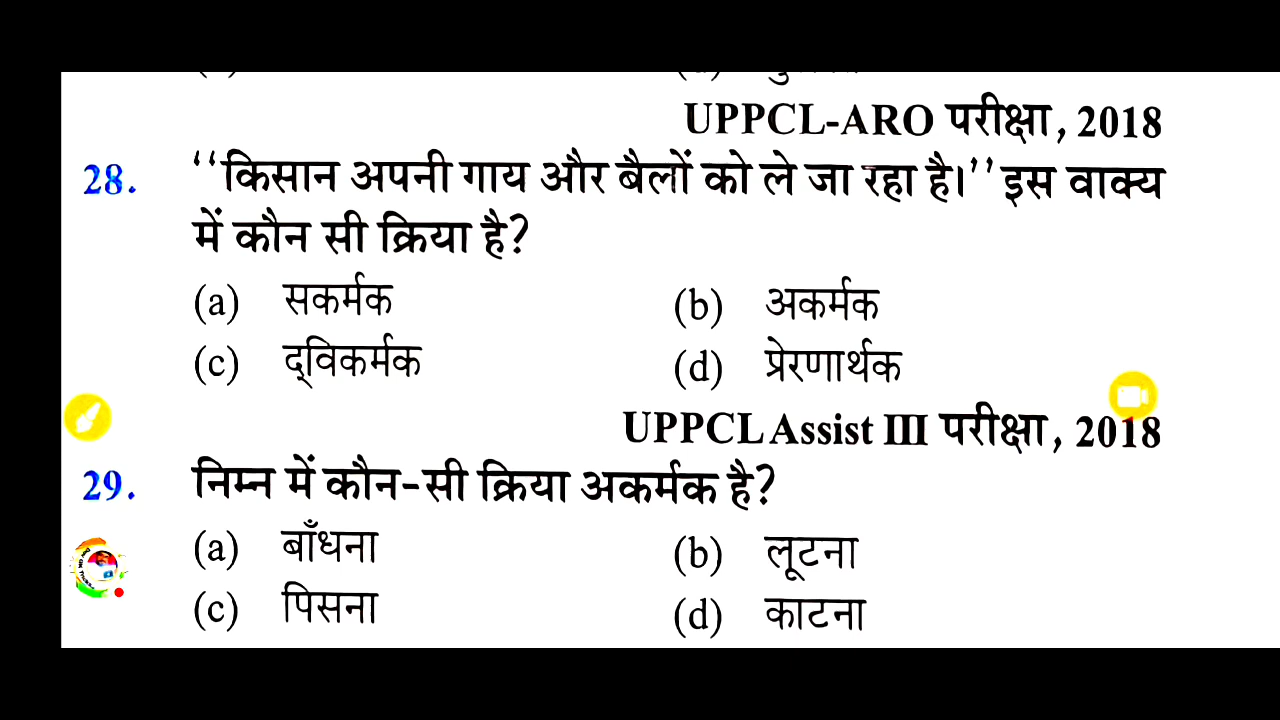 UPPCL-ARO परीक्षा, 2018
28. ‘‘किसान अपनी गाय और बैलों को ले जा रहा है।’’ इस वाक्य
में कौन सी क्रिया है?
(a) सकर्मक (b) अकर्मक
(c) द्‌विकर्मक (d) प्रेरणार्थक
UPPCL Assist III परीक्षा, 2018
29. निम्न में कौन-सी क्रिया अकर्मक है?
(a) बाँधना (b) लूटना
(c) पिसना (d) काटना